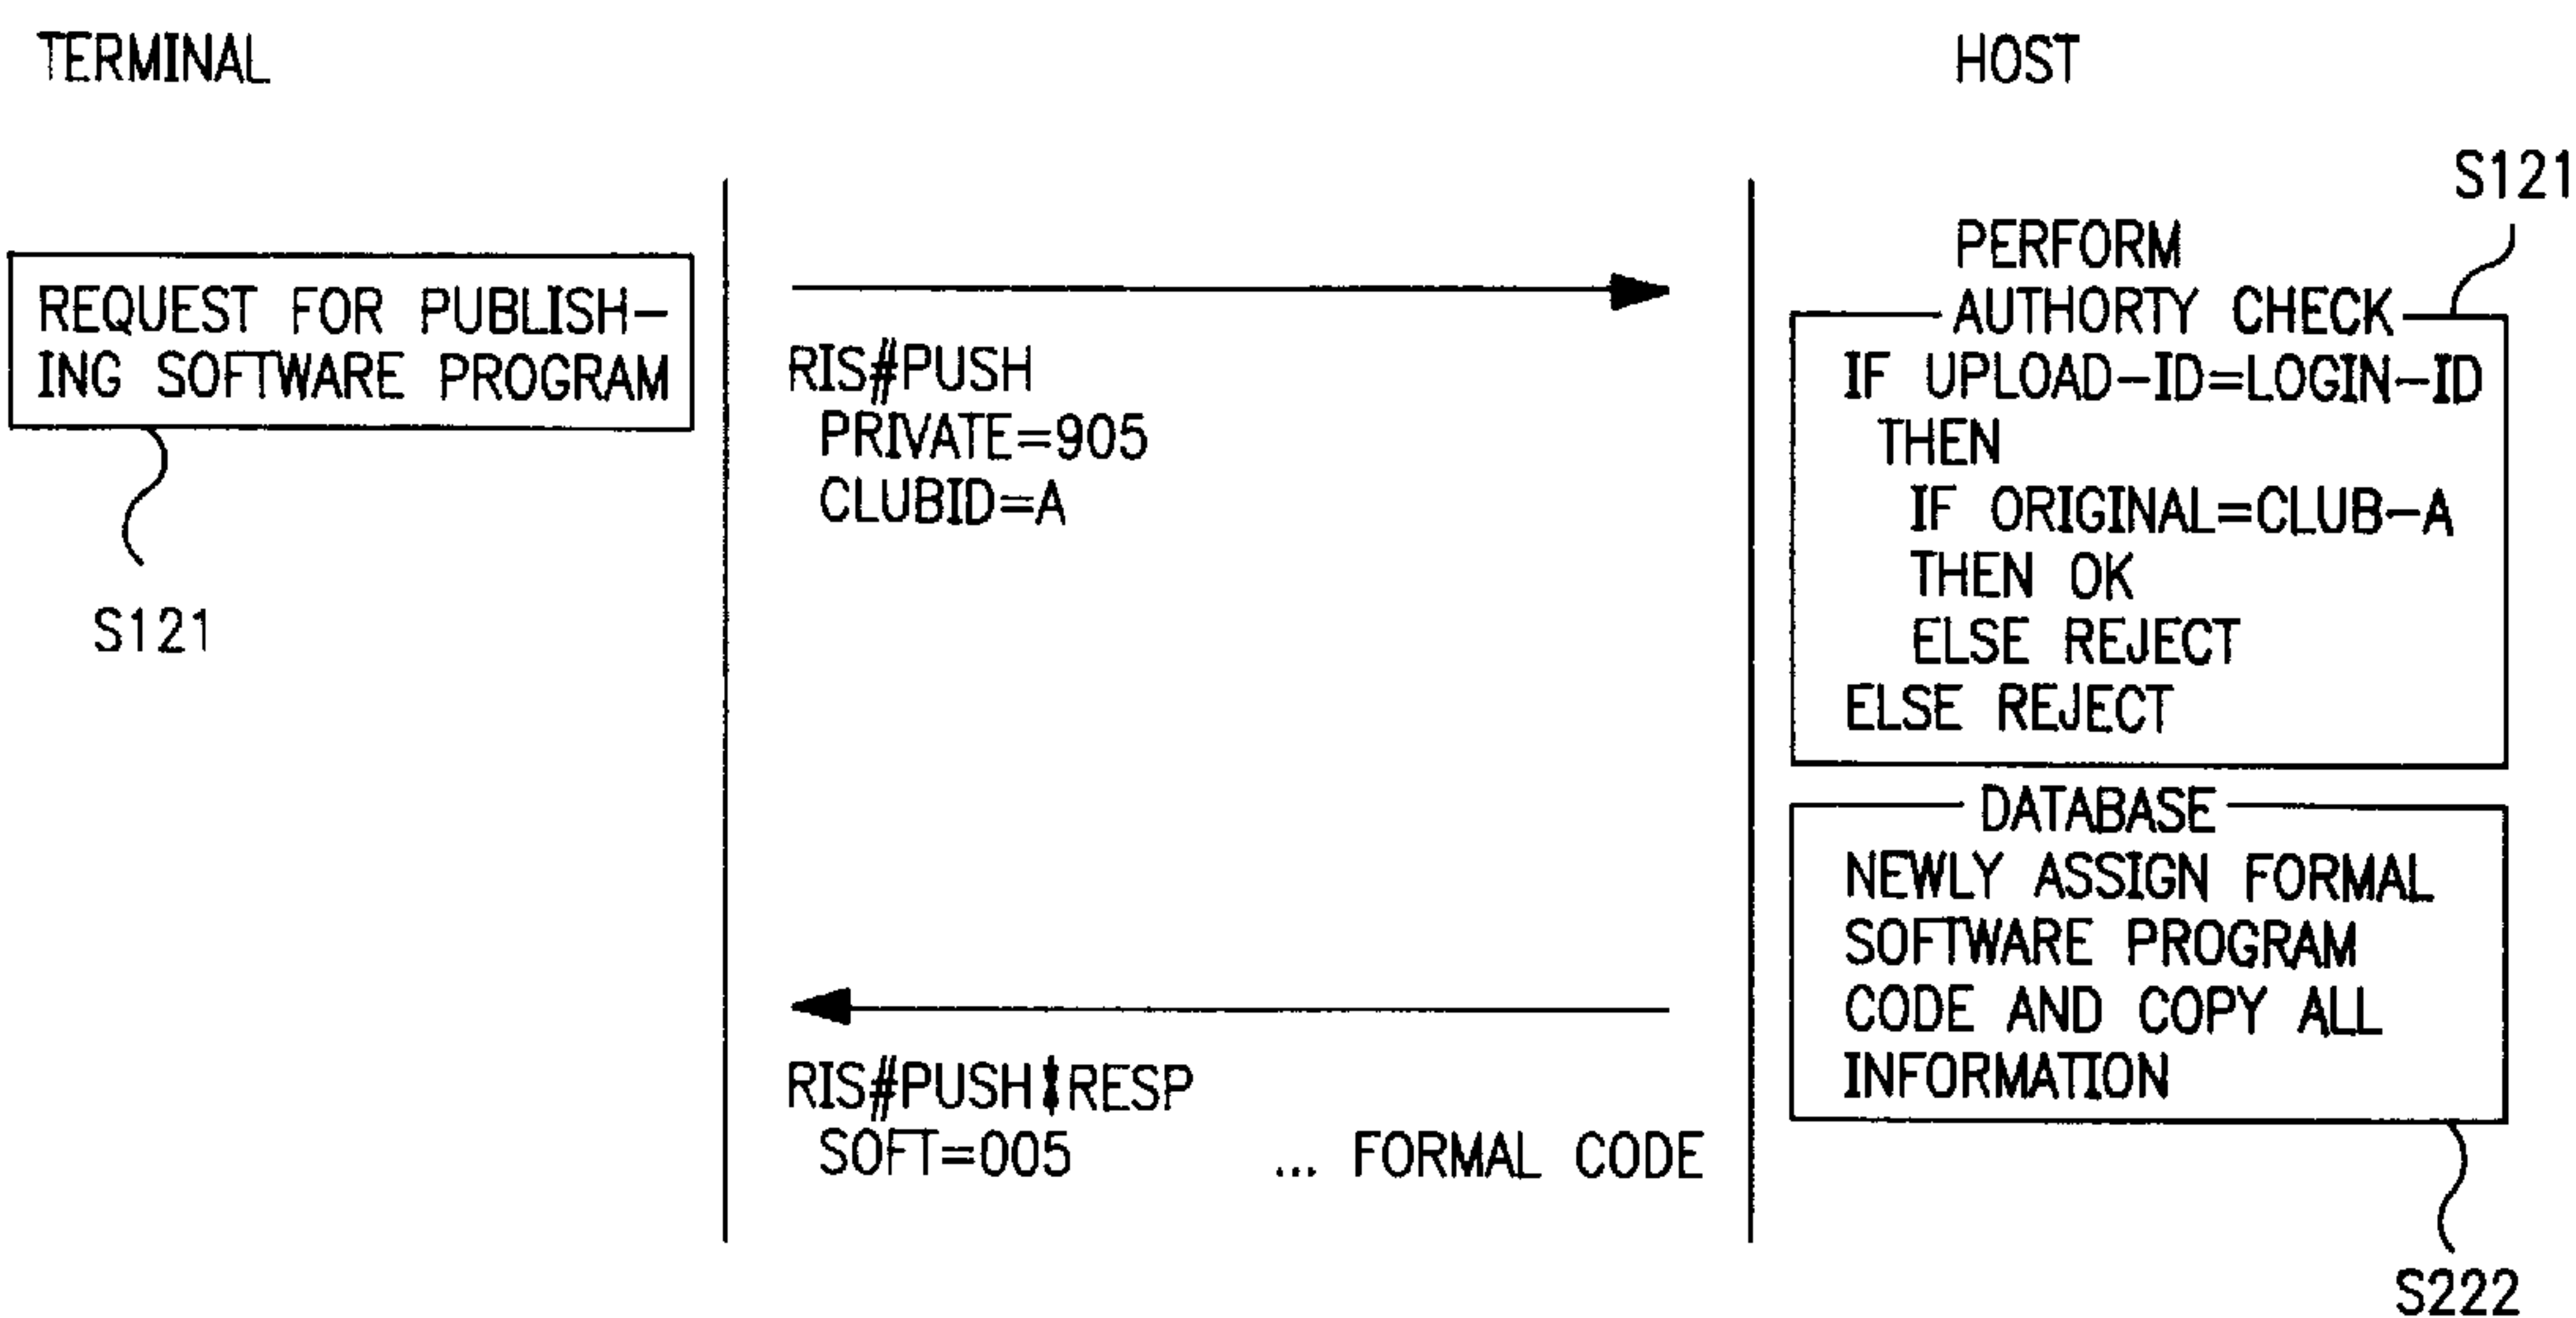 TERMINAL
HOST
REQUEST FOR PUBLISH-
ING SOFTWARE PROGRAM
S121
RIS#PUSH
PRIVATE=905
CLUBID=A
S121
PERFORM
AUTHORTY CHECK
IF UPLOAD-ID=LOGIN-ID
THEN
IF ORIGINAL=CLUB-A
THEN OK
ELSE REJECT
ELSE REJECT
DATABASE
NEWLY ASSIGN FORMAL
SOFTWARE PROGRAM
CODE AND COPY ALL
INFORMATION
S222
RIS#PUSH RESP
SOFT=005 ... FORMAL CODE